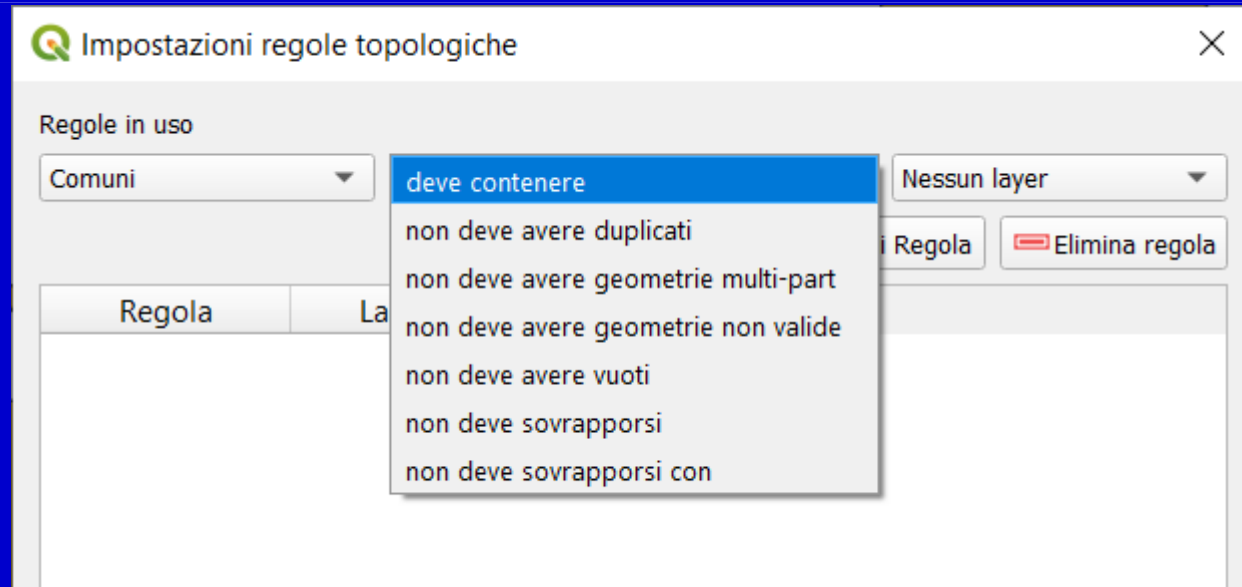 Impostazioni regole topologiche
Regole in uso
Comuni
deve contenere
Nessun layer
non deve avere duplicati
i Regola
Elimina regola
non deve avere geometrie multi-part
Regola
La
non deve avere geometrie non valide
non deve avere vuoti
non deve sovrapporsi
non deve sovrapporsi con